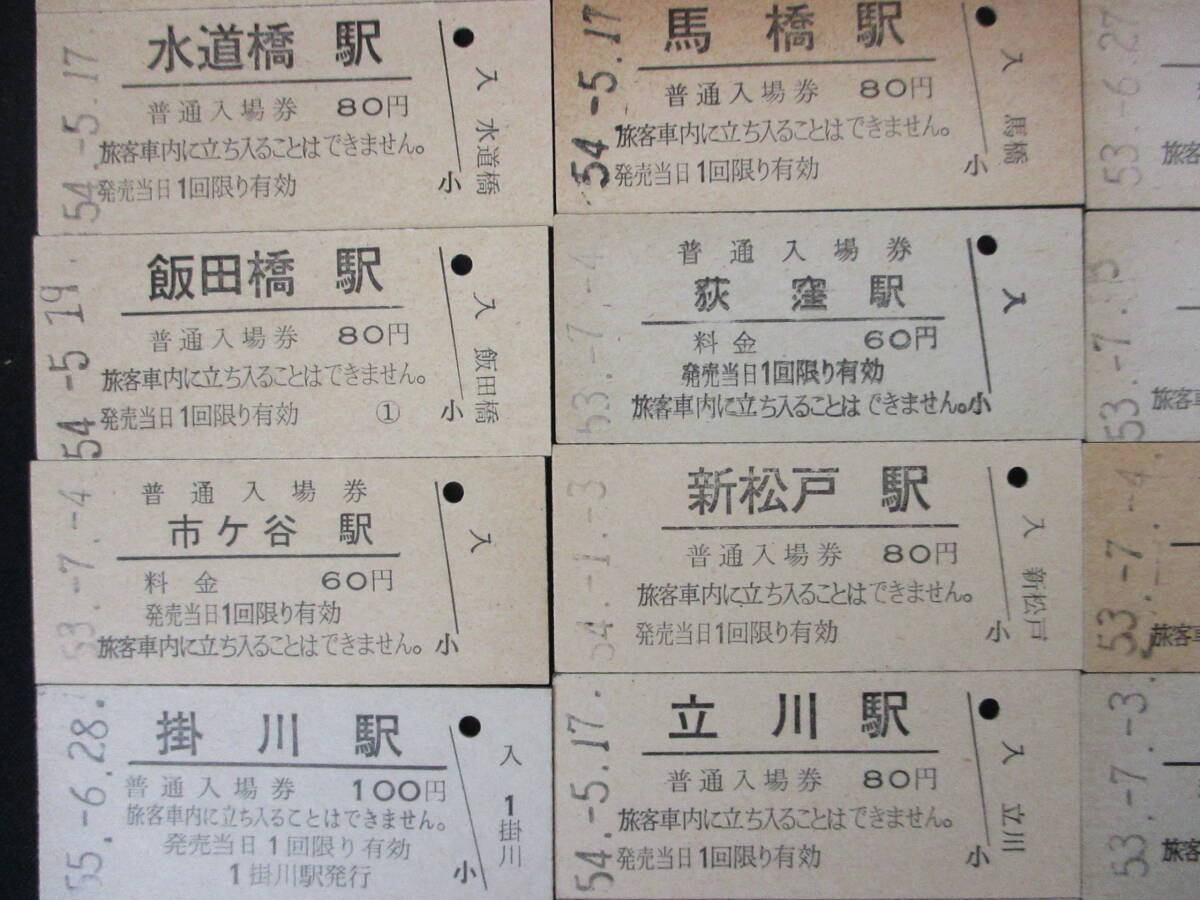 水道橋 駅
普通入場券 80円
旅客車内に立ち入ることはできません。
発売当日1回限り有効
54.-5.17
入 水道橋
小
馬橋駅
普通入場券 80円
旅客車内に立ち入ることはできません。
発売当日1回限り有効
54.-5.17
入 馬橋
小
53.-6.27
旅客
飯田橋 駅
普通入場券 80円
旅客車内に立ち入ることはできません。
発売当日1回限り有効 ①
54-5 19
入 飯田橋
小
普通入場券
荻窪駅
料金 60円
発売当日1回限り有効
旅客車内に立ち入ることはできません。
53.-7.-4
入
小
53.-7.
旅客
普通入場券
市ケ谷 駅
料金 60円
発売当日1回限り有効
旅客車内に立ち入ることはできません。
53.-7.-4
入
小
新松戸 駅
普通入場券 80円
旅客車内に立ち入ることはできません。
発売当日1回限り有効
54.-1.-3
入 新松戸
小
53.-7.-4.
旅客
掛川駅
普通入場券 100円
旅客車内に立ち入ることはできません。
発売当日1回限り有効
1掛川駅発行
55.-6.28.
入 1掛川
小
立川駅
普通入場券 80円
旅客車内に立ち入ることはできません。
発売当日1回限り有効
54.-5.17.
入 立川
小
53.-7.-3.
旅客